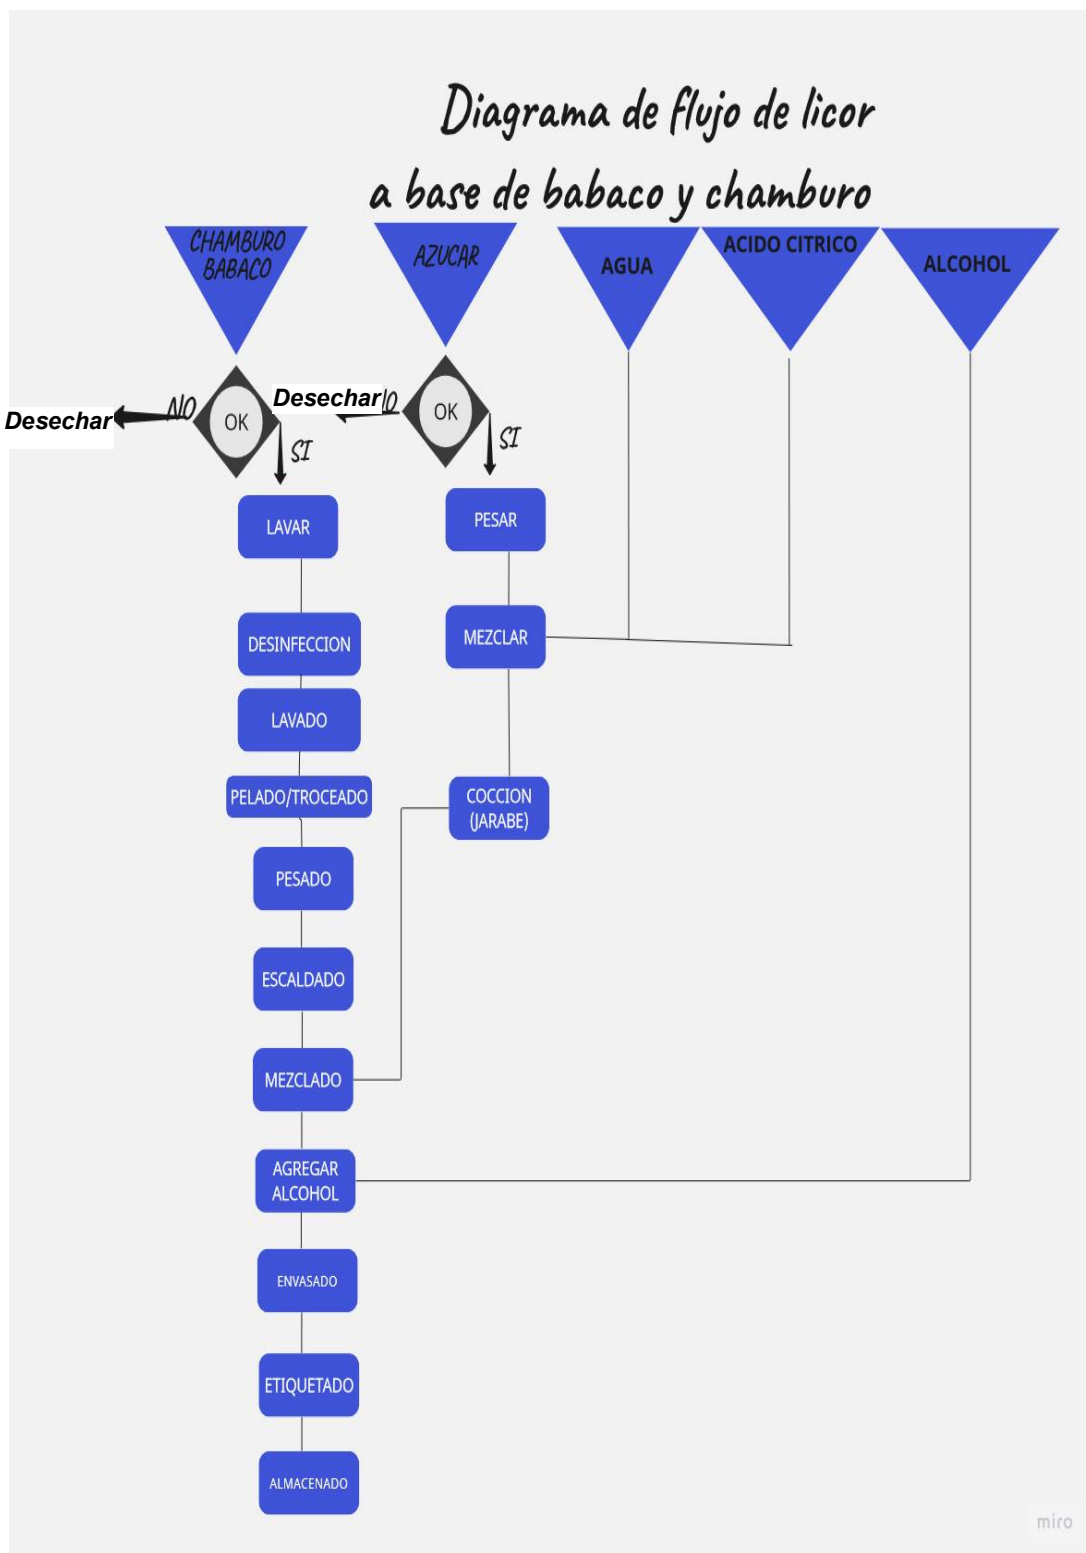 Diagrama de flujo de licor
a base de babaco y chamburo
CHAMBURO
BABACO
AZUCAR
AGUA
ACIDO CITRICO
ALCOHOL
Desechar
NO
OK
SI
Desechar
OK
SI
LAVAR
PESAR
DESINFECCION
MEZCLAR
LAVADO
PELADO/TROCEADO
COCCION
(JARABE)
PESADO
ESCALDADO
MEZCLADO
AGREGAR
ALCOHOL
ENVASADO
ETIQUETADO
ALMACENADO
miro